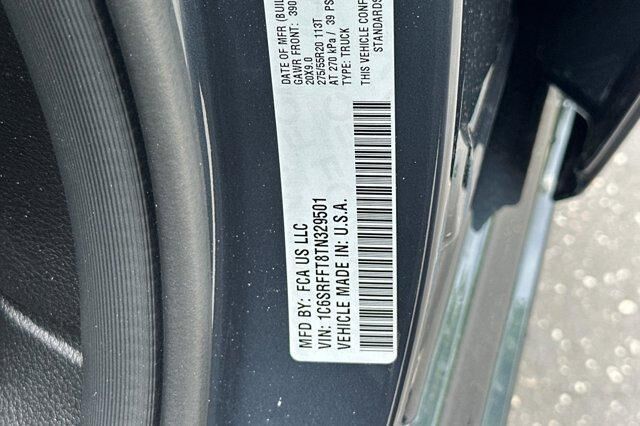 MFD BY: FCA US LLC
VIN: 1C6SRFFT8TN329501
VEHICLE MADE IN: U.S.A.
DATE OF MFR (BUIL
GAWR FRONT: 390
20X9.0
275/55R20 113T
AT 270 kPa / 39 PS
TYPE: TRUCK
THIS VEHICLE CONF
STANDARDS